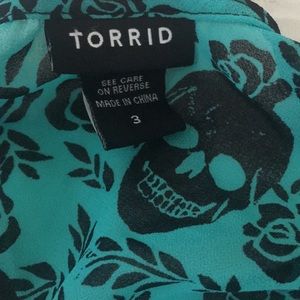 TORRID
SEE CARE
ON REVERSE
MADE IN CHINA
3